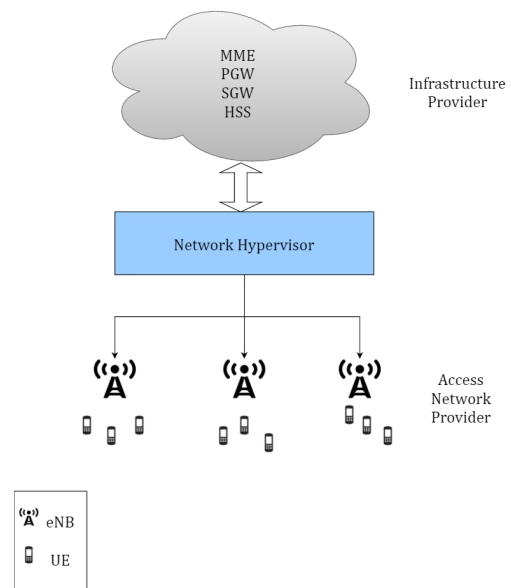 MME
PGW
SGW
HSS
Infrastructure
Provider
Network Hypervisor
Access
Network
Provider
eNB
UE